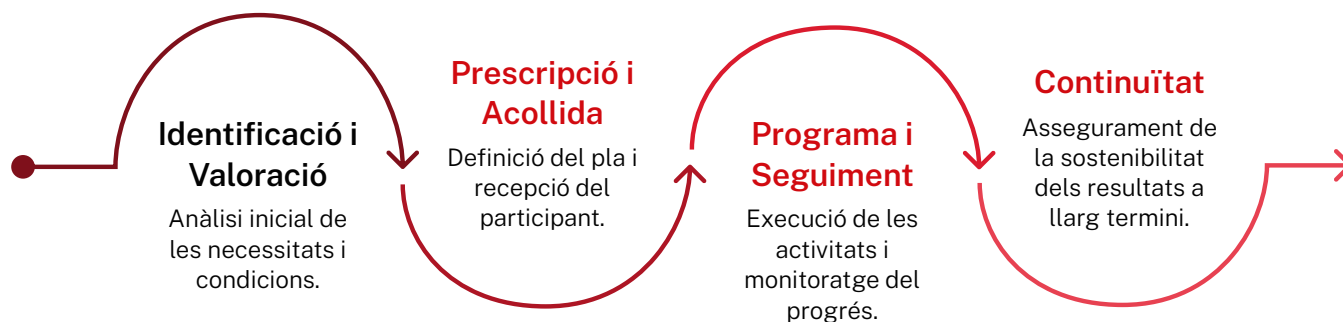 Identificació i
Valoració
Anàlisi inicial de
les necessitats i
condicions.
Prescripció i
Acollida
Definició del pla i
recepció del
participant.
Programa i
Seguiment
Execució de les
activitats i
monitoratge del
progrés.
Continuïtat
Assegurament de
la sostenibilitat
dels resultats a
llarg termini.